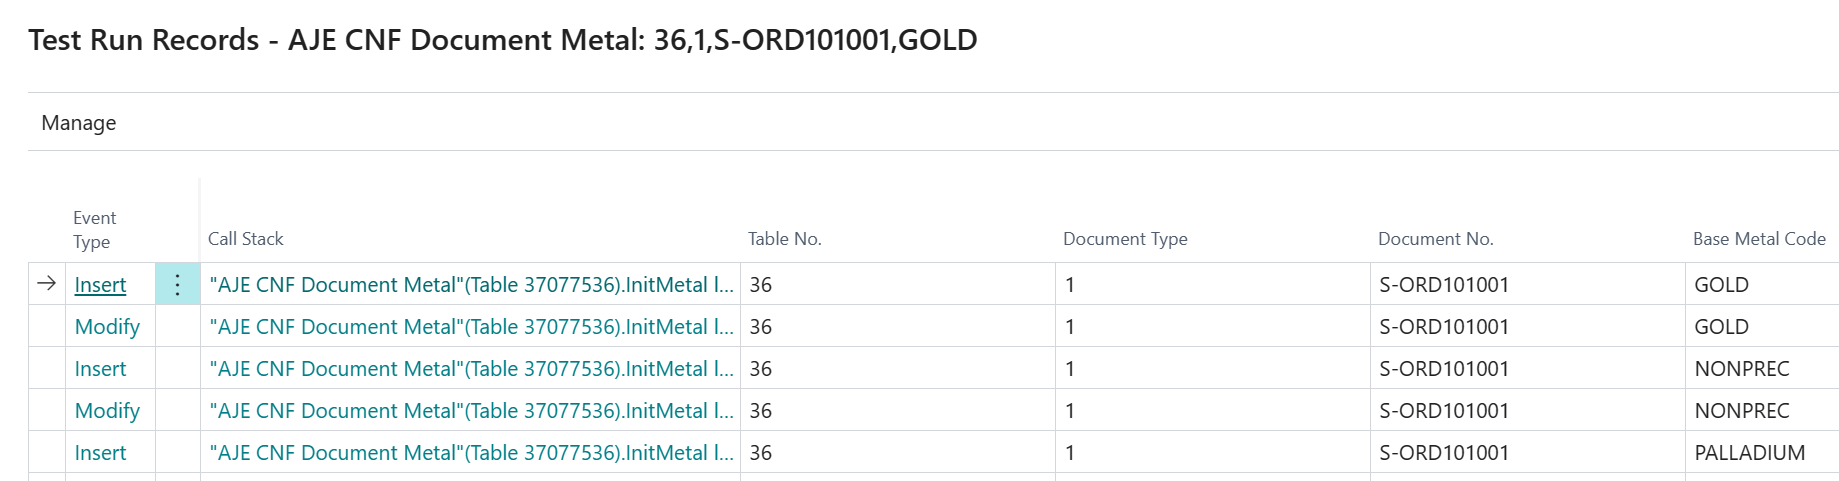 Test Run Records - AJE CNF Document Metal: 36,1,S-ORD101001,GOLD
Manage
Event Type Call Stack Table No. Document Type Document No. Base Metal Code
Insert "AJE CNF Document Metal"(Table 37077536).InitMetal l... 36 1 S-ORD101001 GOLD
Modify "AJE CNF Document Metal"(Table 37077536).InitMetal l... 36 1 S-ORD101001 GOLD
Insert "AJE CNF Document Metal"(Table 37077536).InitMetal l... 36 1 S-ORD101001 NONPREC
Modify "AJE CNF Document Metal"(Table 37077536).InitMetal l... 36 1 S-ORD101001 NONPREC
Insert "AJE CNF Document Metal"(Table 37077536).InitMetal l... 36 1 S-ORD101001 PALLADIUM